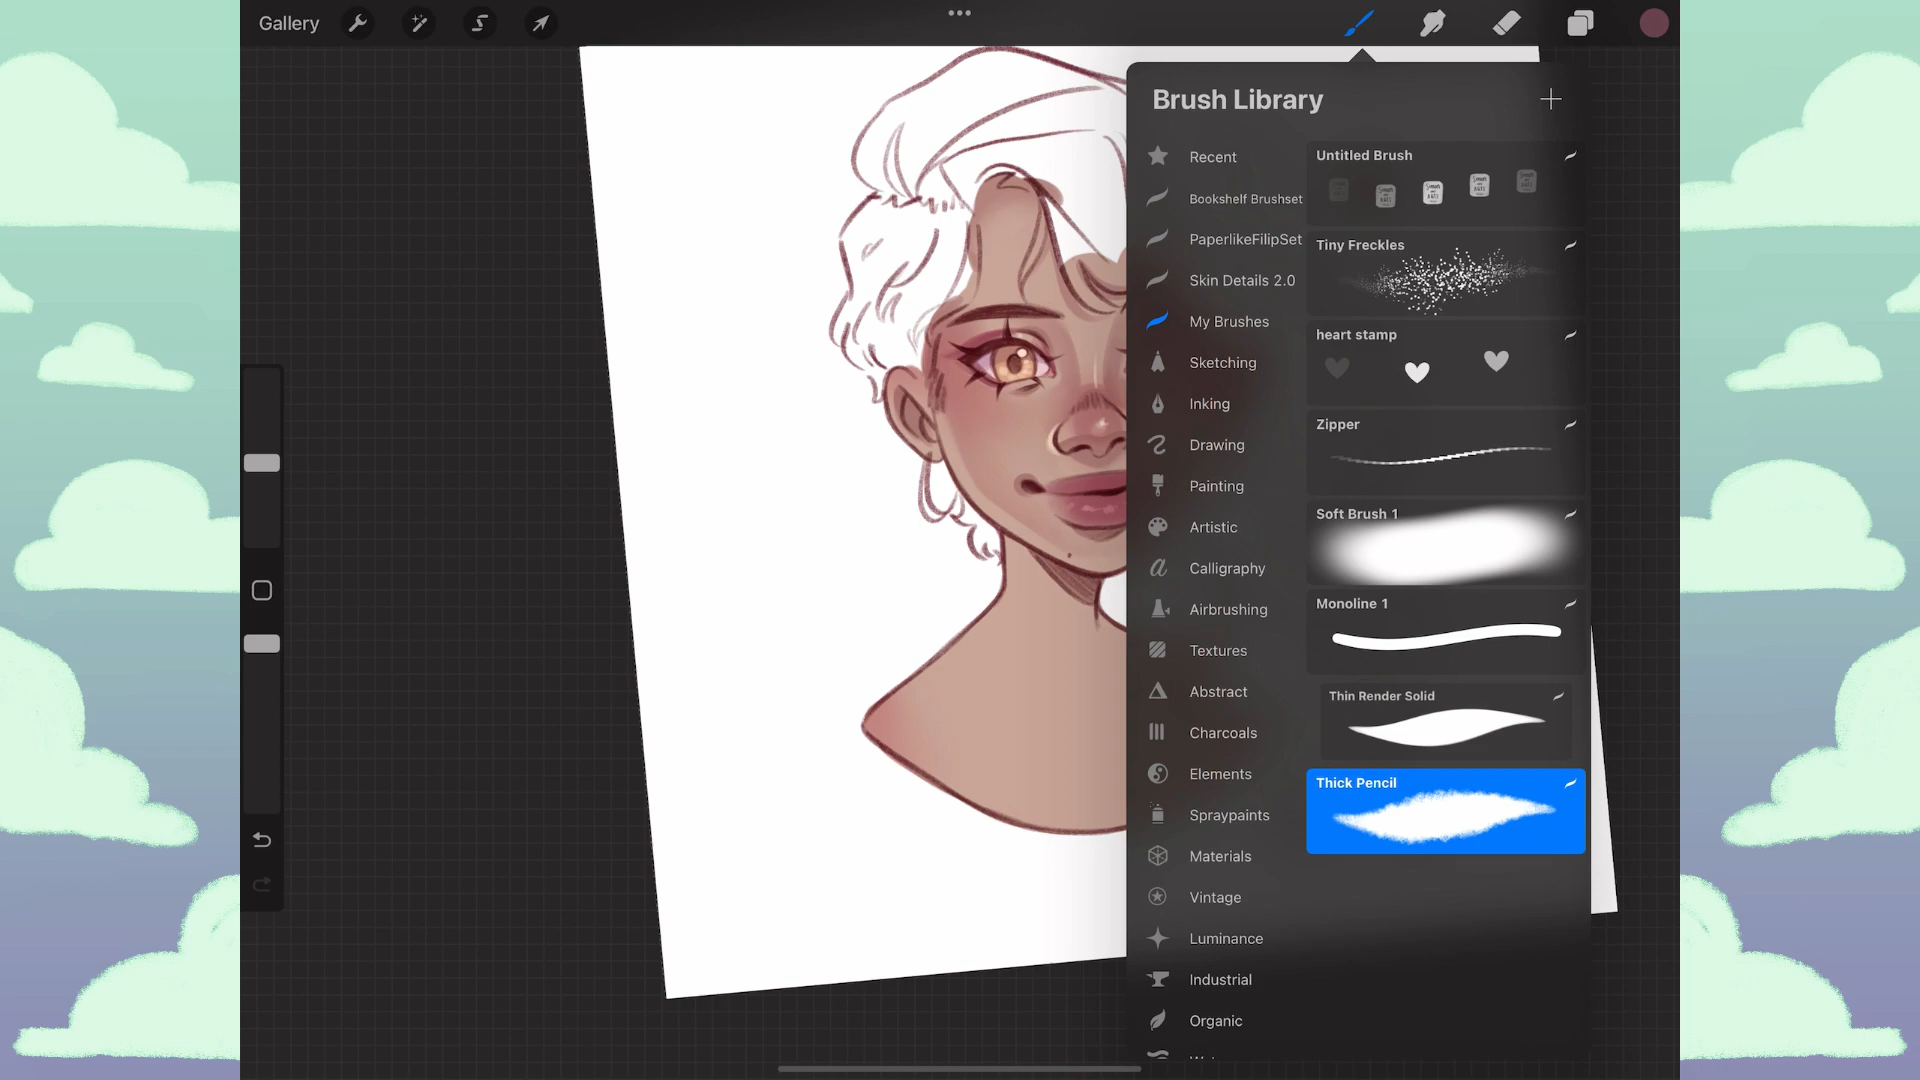 Gallery
Brush Library
Recent
Bookshelf Brushset
PaperlikeFilipSet
Skin Details 2.0
My Brushes
Sketching
Inking
Drawing
Painting
Artistic
Calligraphy
Airbrushing
Textures
Abstract
Charcoals
Elements
Spraypaints
Materials
Vintage
Luminance
Industrial
Organic
Untitled Brush
Tiny Freckles
heart stamp
Zipper
Soft Brush 1
Monoline 1
Thin Render Solid
Thick Pencil